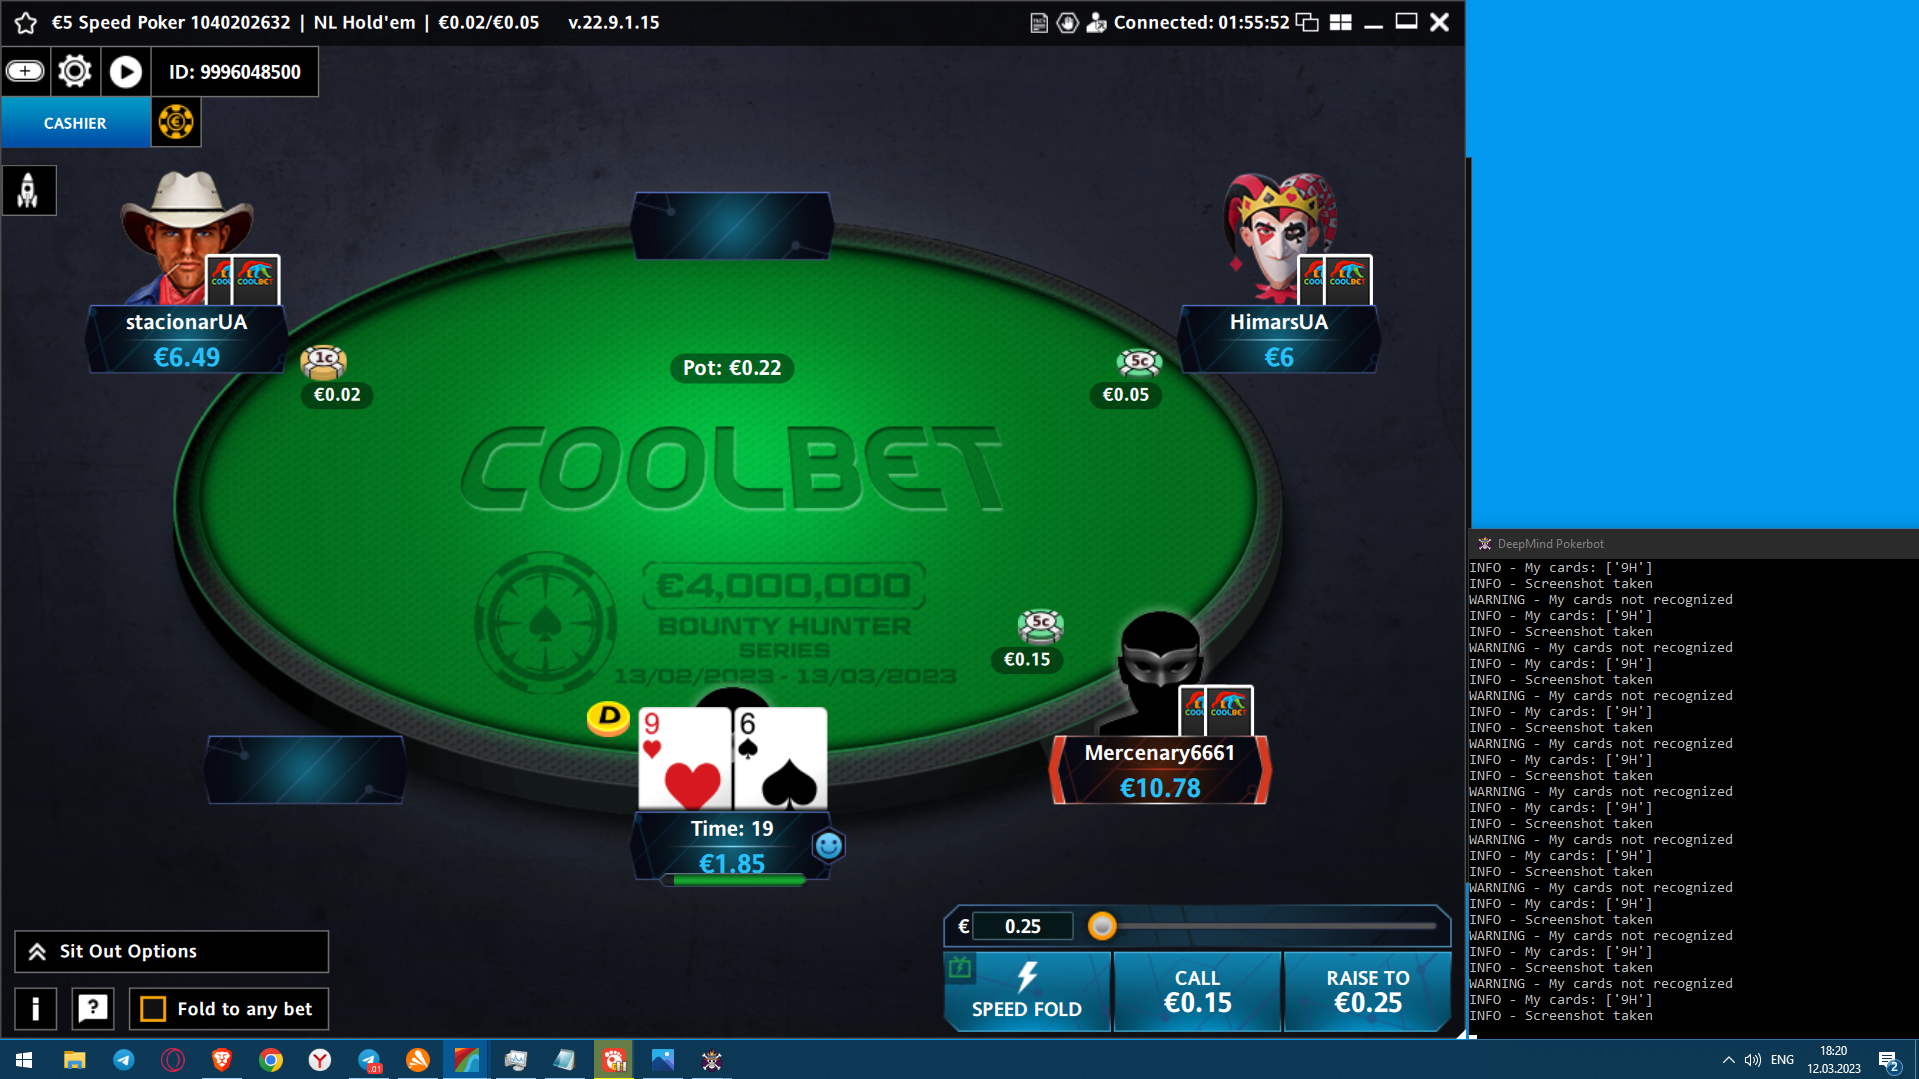 €5 Speed Poker 1040202632 | NL Hold'em | €0.02/€0.05 v.22.9.1.15
Connected: 01:55:52
ID: 9996048500
CASHIER
stacionarUA
€6.49
COOLBET
HimarsUA
€6
COOLBET
1c
€0.02
Pot: €0.22
5c
€0.05
COOLBET
€4,000,000
BOUNTY HUNTER
SERIES
13/02/2023 - 13/03/2023
5c
€0.15
D
9
6
Time: 19
€1.85
COOLBET
Mercenary6661
€10.78
€ 0.25
SPEED FOLD
CALL
€0.15
RAISE TO
€0.25
Sit Out Options
i
?
Fold to any bet
DeepMind Pokerbot
INFO - My cards: ['9H']
INFO - Screenshot taken
WARNING - My cards not recognized
INFO - My cards: ['9H']
INFO - Screenshot taken
WARNING - My cards not recognized
INFO - My cards: ['9H']
INFO - Screenshot taken
WARNING - My cards not recognized
INFO - My cards: ['9H']
INFO - Screenshot taken
WARNING - My cards not recognized
INFO - My cards: ['9H']
INFO - Screenshot taken
WARNING - My cards not recognized
INFO - My cards: ['9H']
INFO - Screenshot taken
WARNING - My cards not recognized
INFO - My cards: ['9H']
INFO - Screenshot taken
WARNING - My cards not recognized
INFO - My cards: ['9H']
INFO - Screenshot taken
WARNING - My cards not recognized
INFO - My cards: ['9H']
INFO - Screenshot taken
WARNING - My cards not recognized
INFO - My cards: ['9H']
INFO - Screenshot taken
ENG
18:20
12.03.2023
2